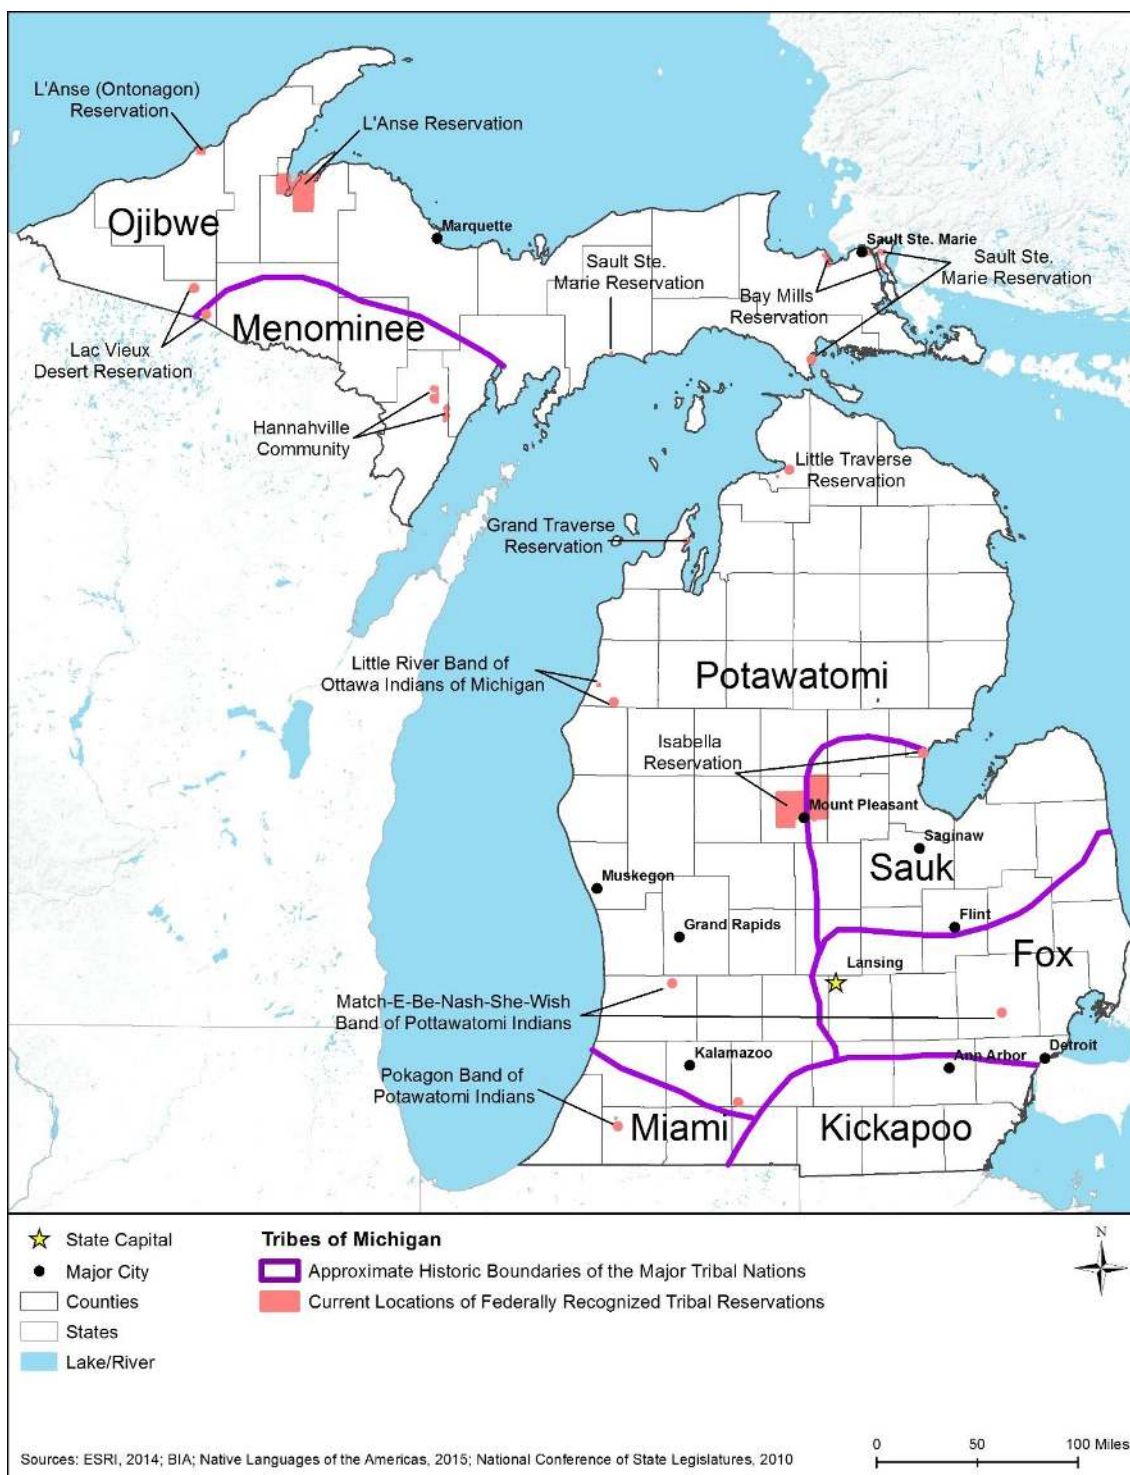 L'Anse (Ontonagon)
Reservation
L'Anse Reservation
Ojibwe
Marquette
Sault Ste. Marie
Sault Ste.
Marie Reservation
Sault Ste.
Marie Reservation
Bay Mills
Reservation
Menominee
Lac Vieux
Desert Reservation
Hannahville
Community
Little Traverse
Reservation
Grand Traverse
Reservation
Little River Band of
Ottawa Indians of Michigan
Potawatomi
Isabella
Reservation
Mount Pleasant
Saginaw
Sauk
Muskegon
Grand Rapids
Flint
Fox
Lansing
Match-E-Be-Nash-She-Wish
Band of Pottawatomi Indians
Kalamazoo
Ann Arbor
Detroit
Pokagon Band of
Potawatomi Indians
Miami
Kickapoo
State Capital
Major City
Counties
States
Lake/River
Tribes of Michigan
Approximate Historic Boundaries of the Major Tribal Nations
Current Locations of Federally Recognized Tribal Reservations
N
0 50 100 Miles
Sources: ESRI, 2014; BIA; Native Languages of the Americas, 2015; National Conference of State Legislatures, 2010